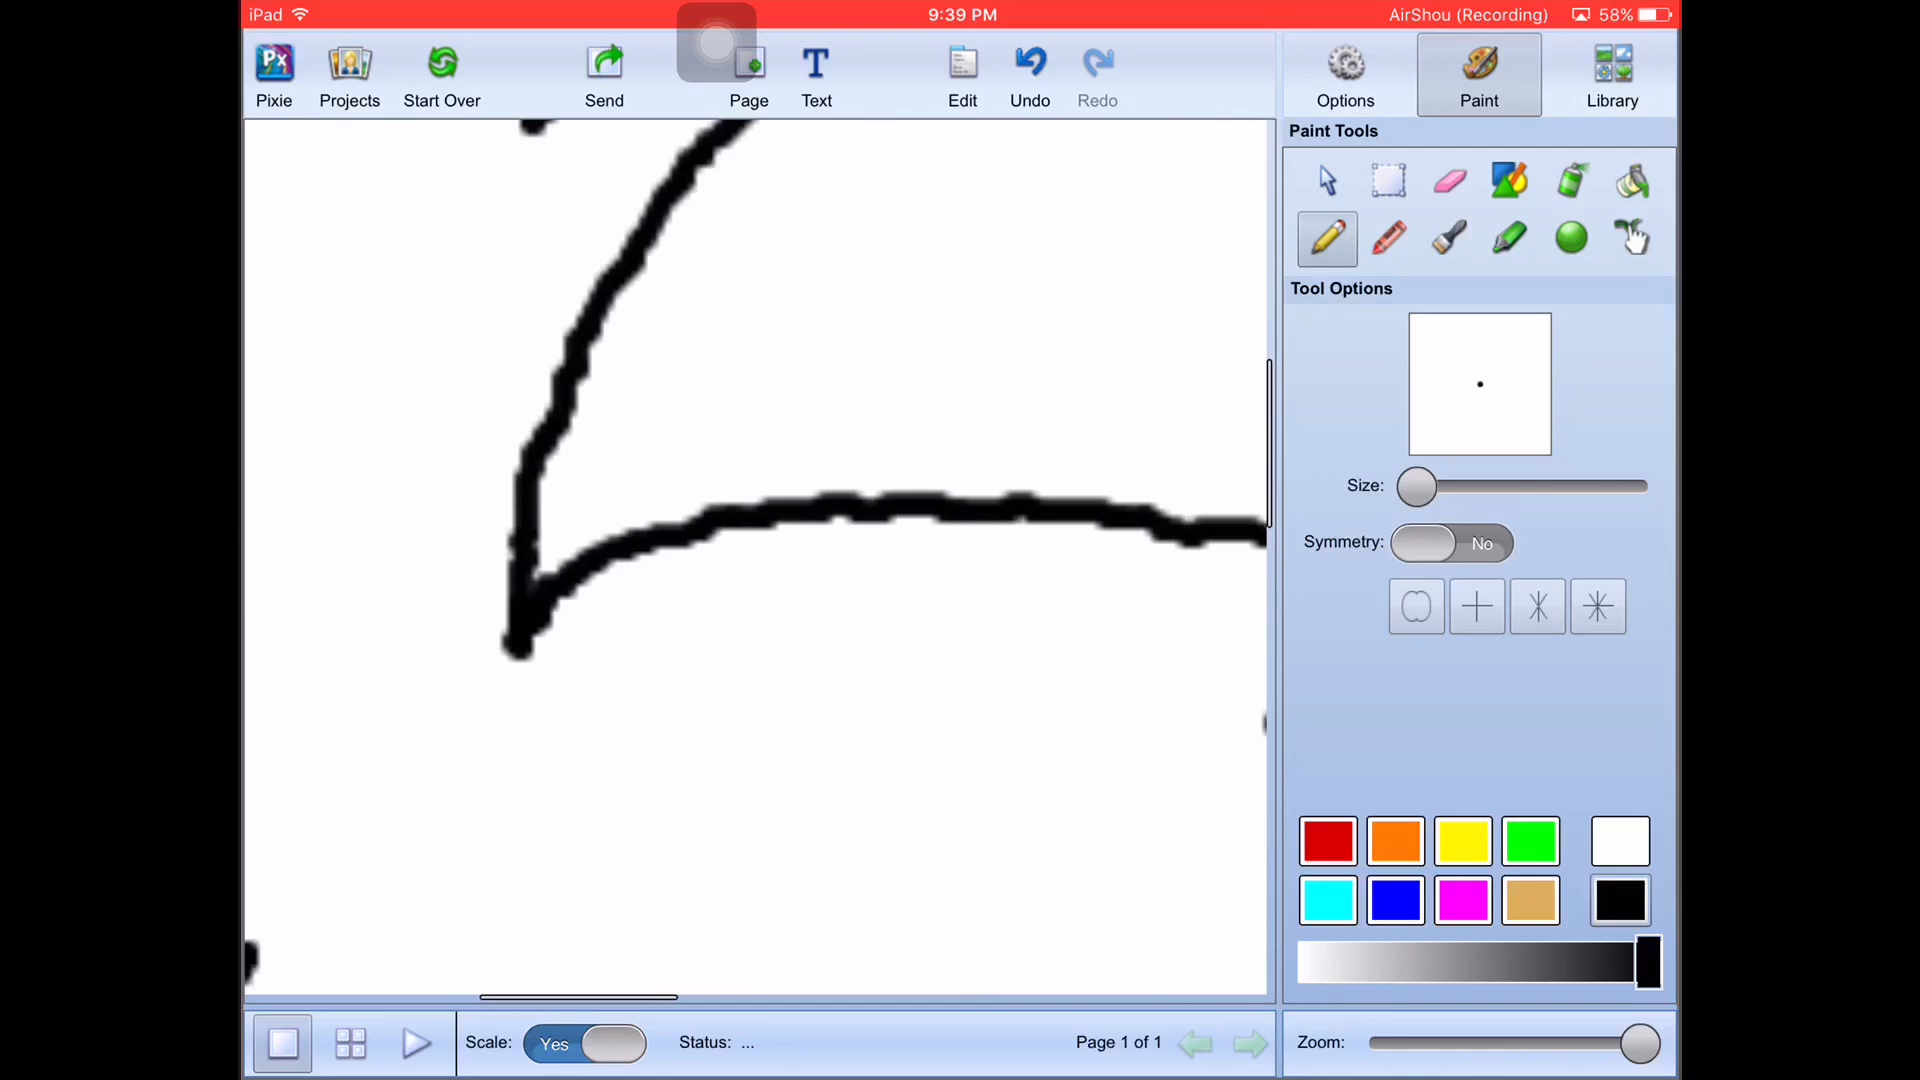 iPad 9:39 PM AirShou (Recording) 58%
Px
Pixie Projects Start Over Send Page T Text Edit Undo Redo Options Paint Library
Paint Tools
Tool Options
Size:
Symmetry: No
Scale: Yes Status: ... Page 1 of 1 Zoom: